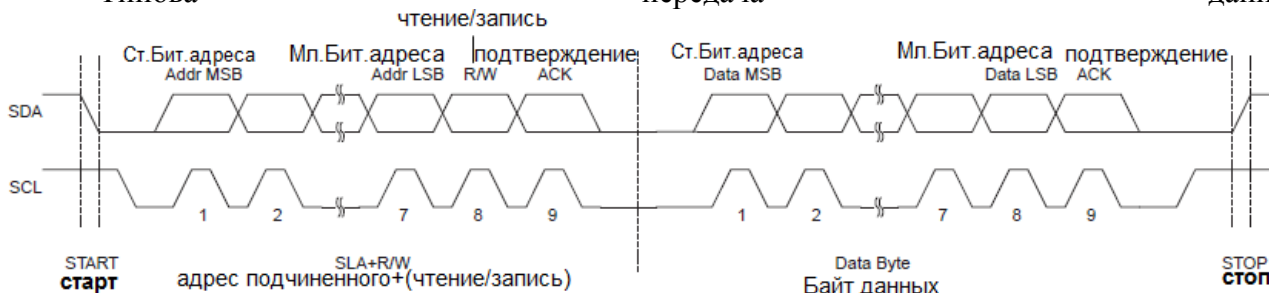 передача
чтение/запись
Ст.Бит.адреса Мл.Бит.адреса подтверждение Ст.Бит.адреса Мл.Бит.адреса подтверждение
Addr MSB Addr LSB R/W ACK Data MSB Data LSB ACK
SDA
SCL
1 2 7 8 9 1 2 7 8 9
START SLA+R/W Data Byte STOP
старт адрес подчиненного+(чтение/запись) Байт данных стоп